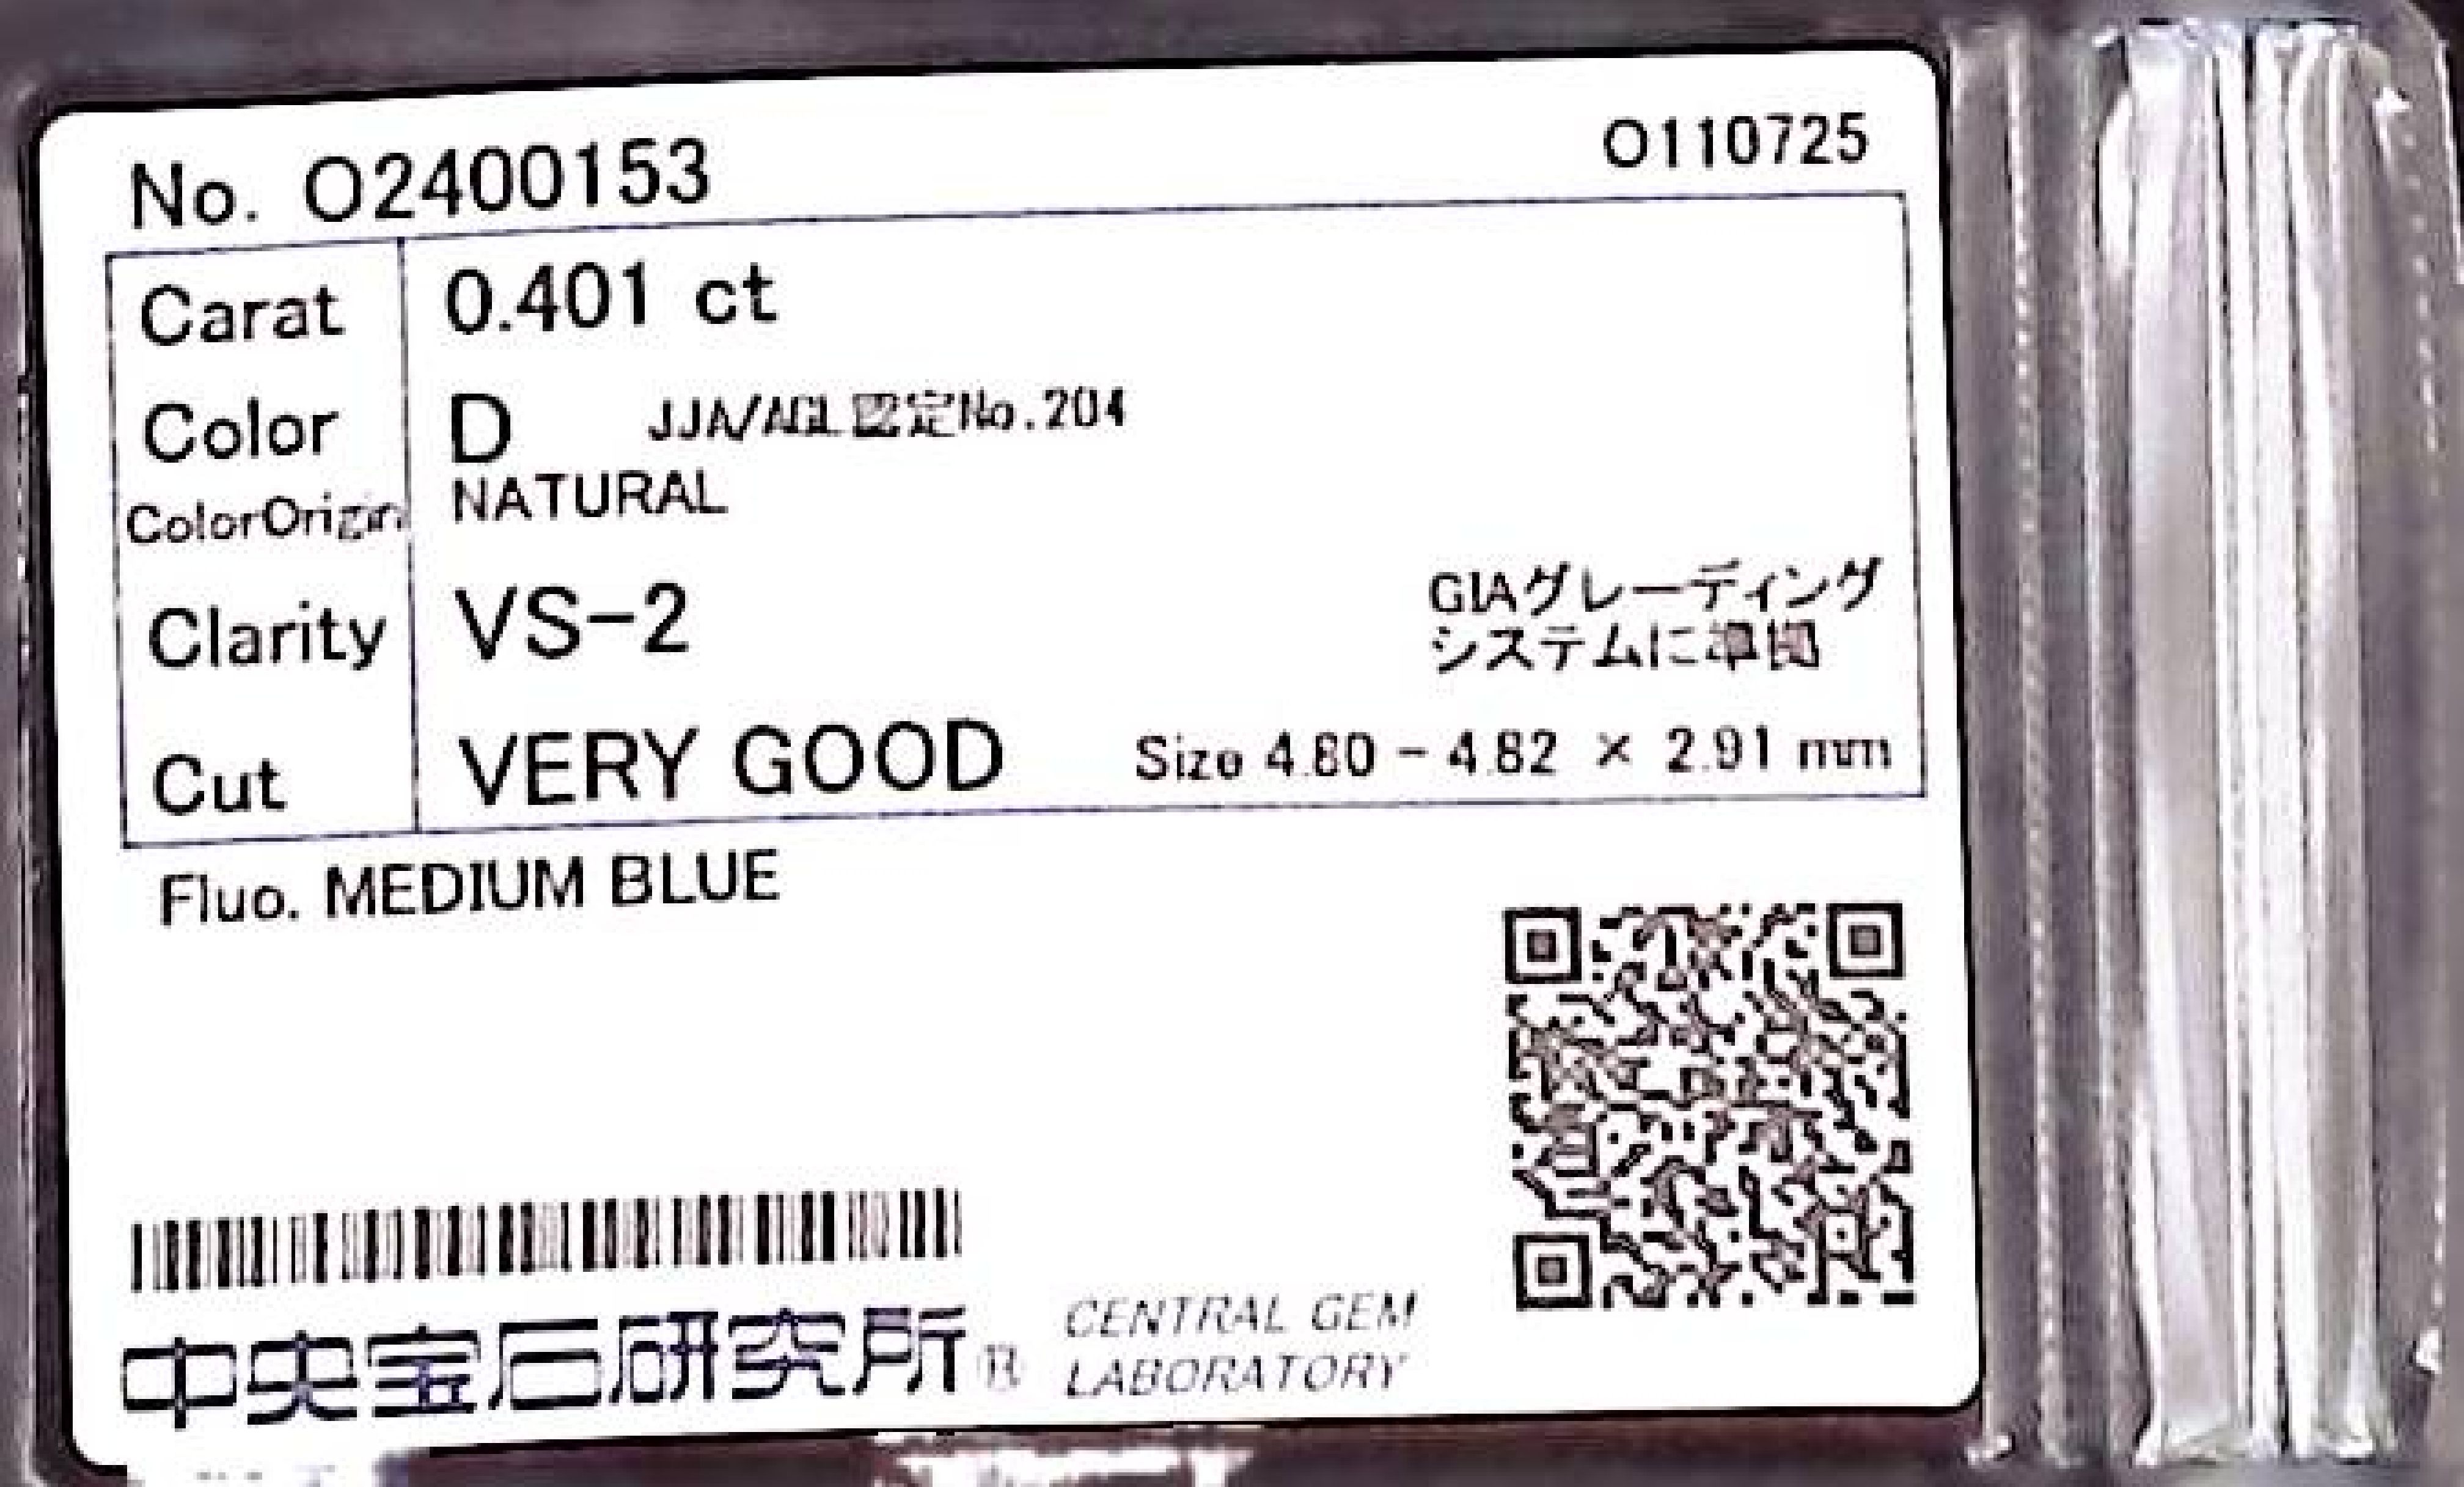 No. O2400153
O110725
Carat 0.401 ct
Color D JJA/AGL認定No.204
ColorOrigin NATURAL
Clarity VS-2
GIAグレーディング
システムに準拠
Cut VERY GOOD Size 4.80 - 4.82 × 2.91 mm
Fluo. MEDIUM BLUE
中央宝石研究所® CENTRAL GEM
LABORATORY